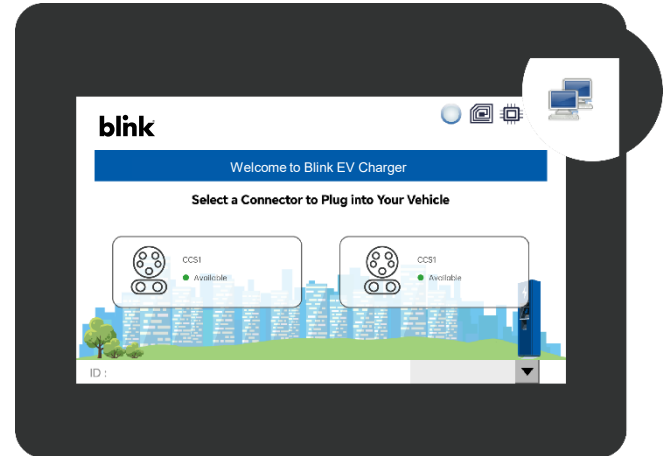 blink
Welcome to Blink EV Charger
Select a Connector to Plug into Your Vehicle
CCS1
Available
CCS1
Available
ID :